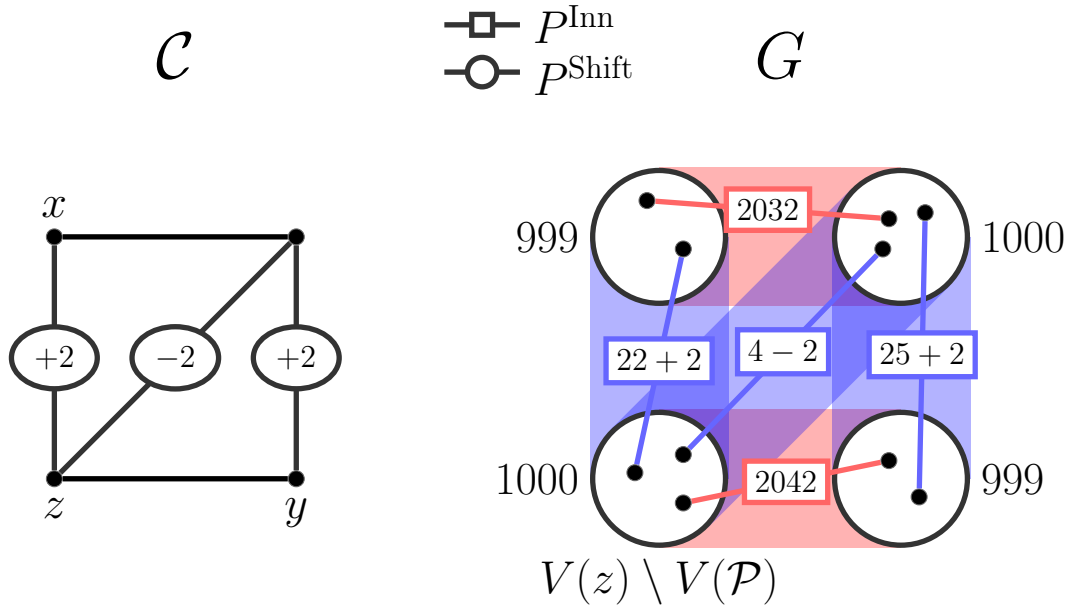 𝒞
P^Inn
P^Shift
G
x
+2
−2
+2
z
y
2032
999
1000
22 + 2
4 − 2
25 + 2
1000
2042
999
V(z) \ V(𝒫)